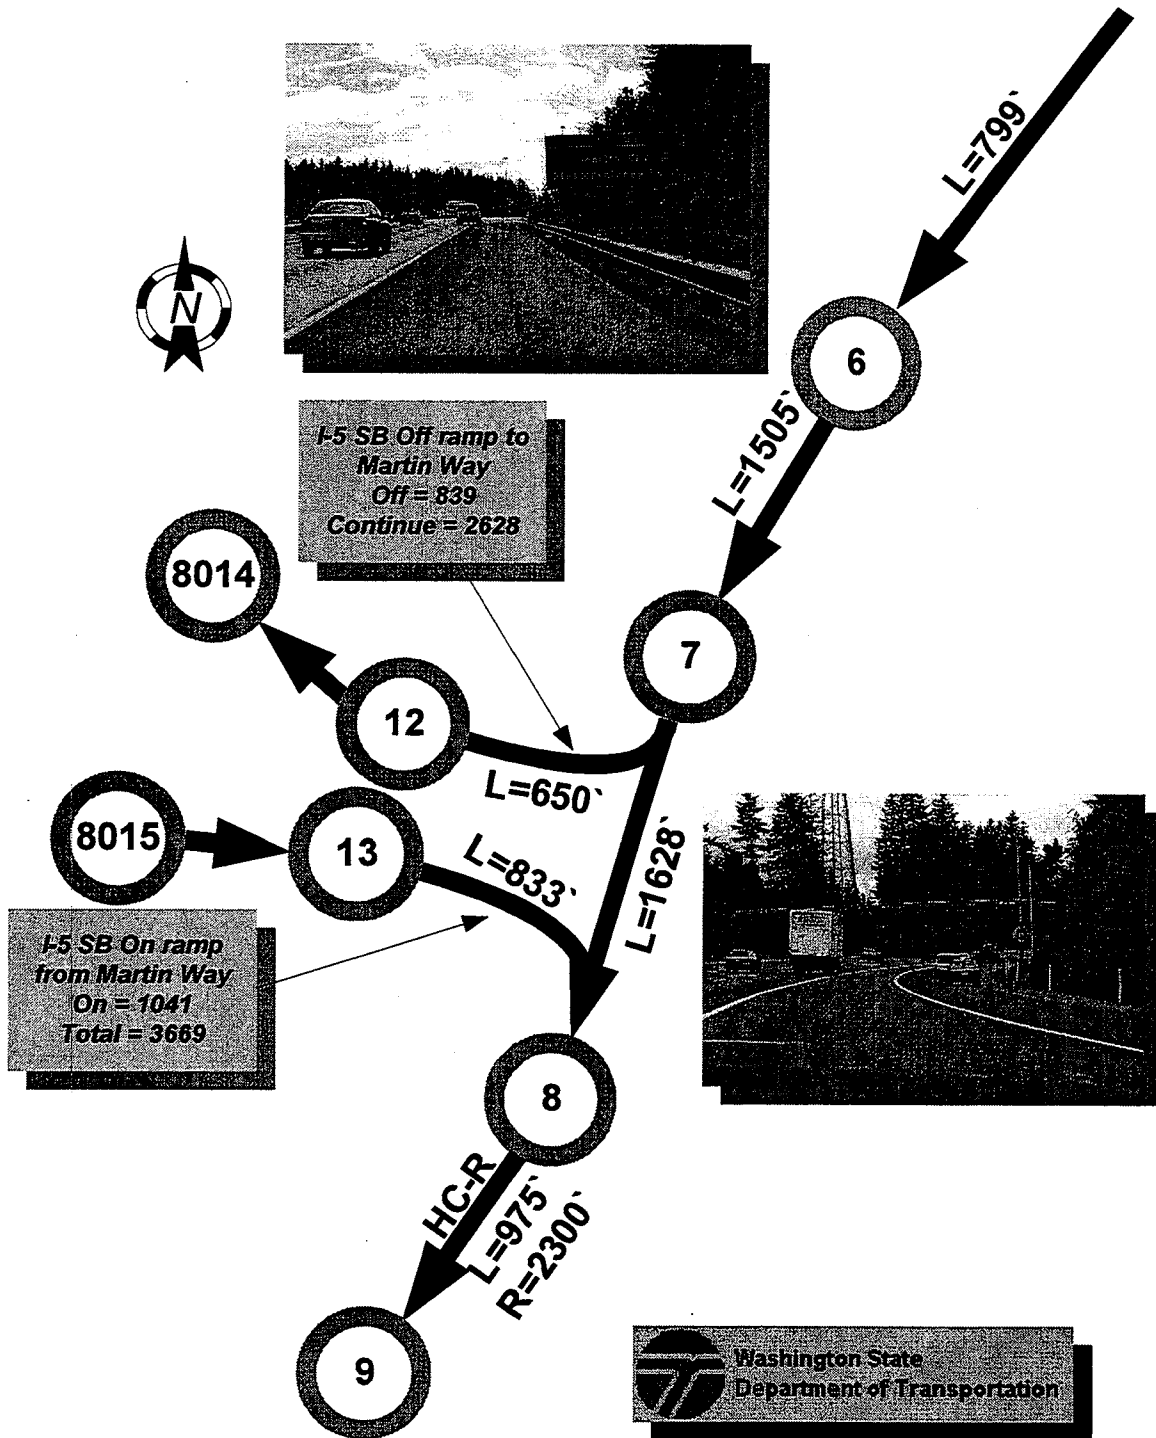 L=799`
N
6
L=1505`
I-5 SB Off ramp to
Martin Way
Off = 839
Continue = 2628
8014
7
12
L=650`
8015
13
L=833`
L=1628`
I-5 SB On ramp
from Martin Way
On = 1041
Total = 3669
8
HC-R
L=975`
R=2300`
9
Washington State
Department of Transportation